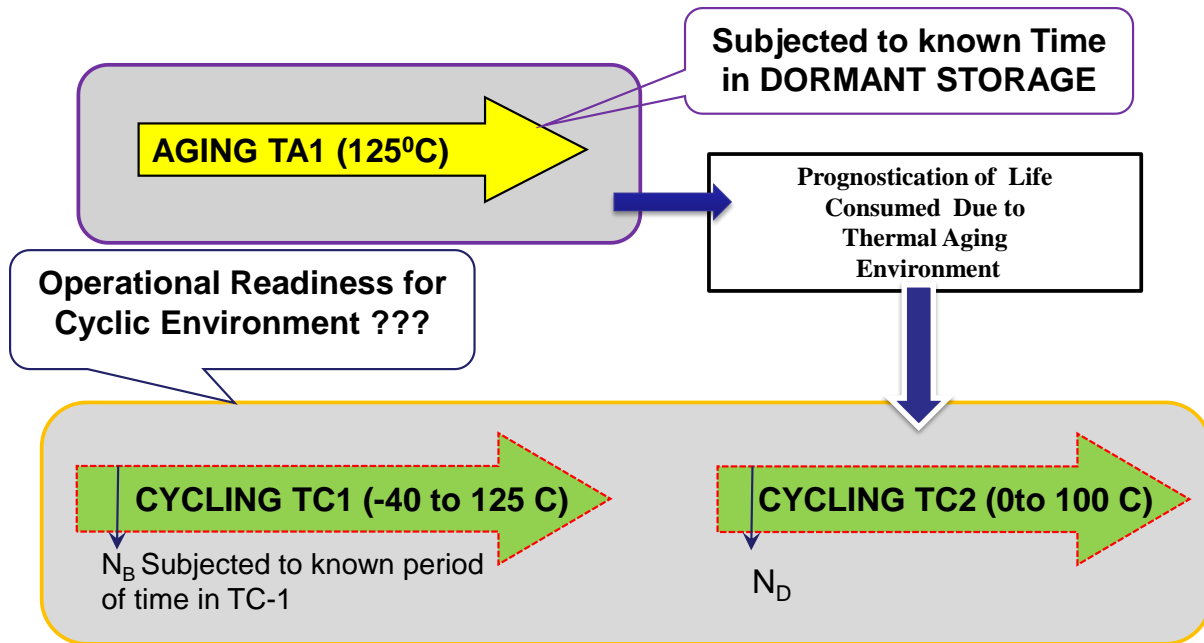 Subjected to known Time
in DORMANT STORAGE
AGING TA1 (125⁰C)
Prognostication of Life
Consumed Due to
Thermal Aging
Environment
Operational Readiness for
Cyclic Environment ???
CYCLING TC1 (-40 to 125 C)
N_B Subjected to known period
of time in TC-1
CYCLING TC2 (0to 100 C)
N_D